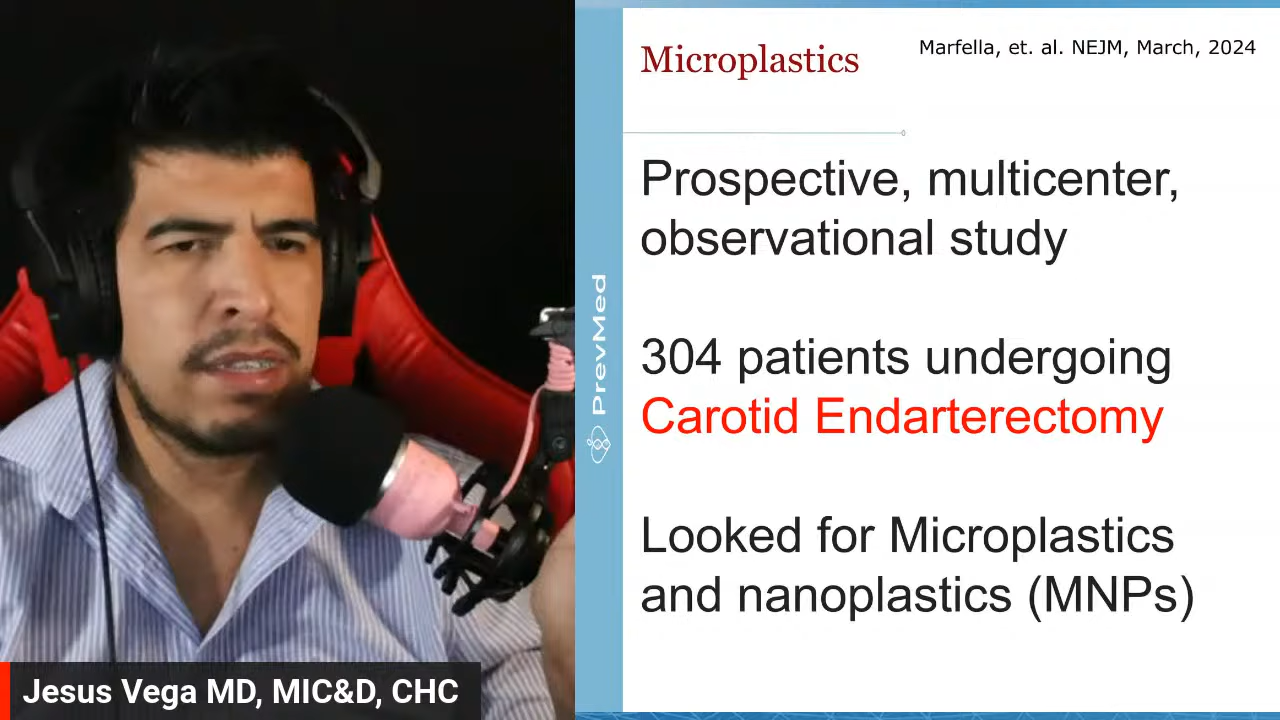 Microplastics
Marfella, et. al. NEJM, March, 2024
Prospective, multicenter,
observational study
304 patients undergoing
Carotid Endarterectomy
Looked for Microplastics
and nanoplastics (MNPs)
PrevMed
Jesus Vega MD, MIC&D, CHC